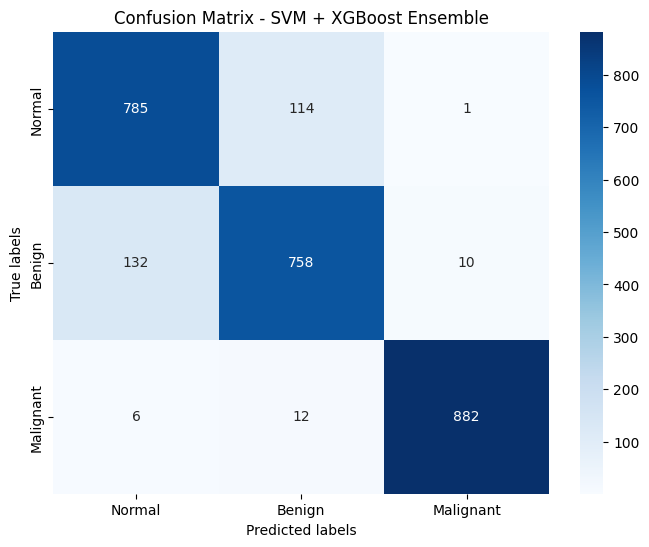 Confusion Matrix - SVM + XGBoost Ensemble
Normal
785 114 1
Benign
132 758 10
Malignant
6 12 882
True labels
Normal Benign Malignant
Predicted labels
800
700
600
500
400
300
200
100